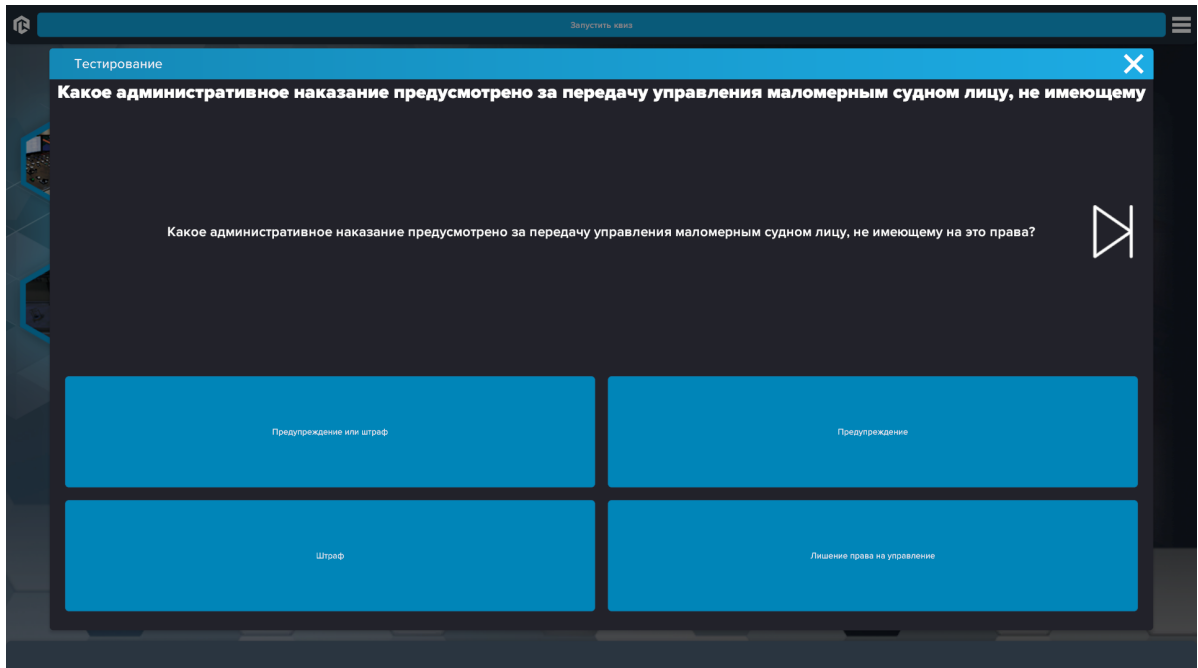 Запустить квиз
Тестирование
Какое административное наказание предусмотрено за передачу управления маломерным судном лицу, не имеющему
Какое административное наказание предусмотрено за передачу управления маломерным судном лицу, не имеющему на это права?
Предупреждение или штраф
Предупреждение
Штраф
Лишение права на управление